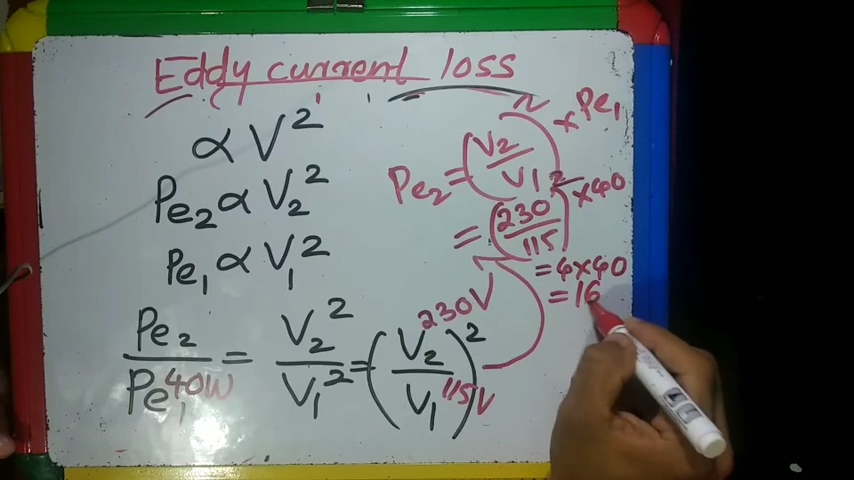 Eddy current loss
∝ V²
Pe₂ ∝ V₂²
Pe₁ ∝ V₁²
Pe₂ / Pe₁ 40W = V₂² / V₁² = (V₂ 230V / V₁ 115V)²
Pe₂ = (V₂ / V₁)² × Pe₁
= (230 / 115)² × 40
= 4×40
= 16